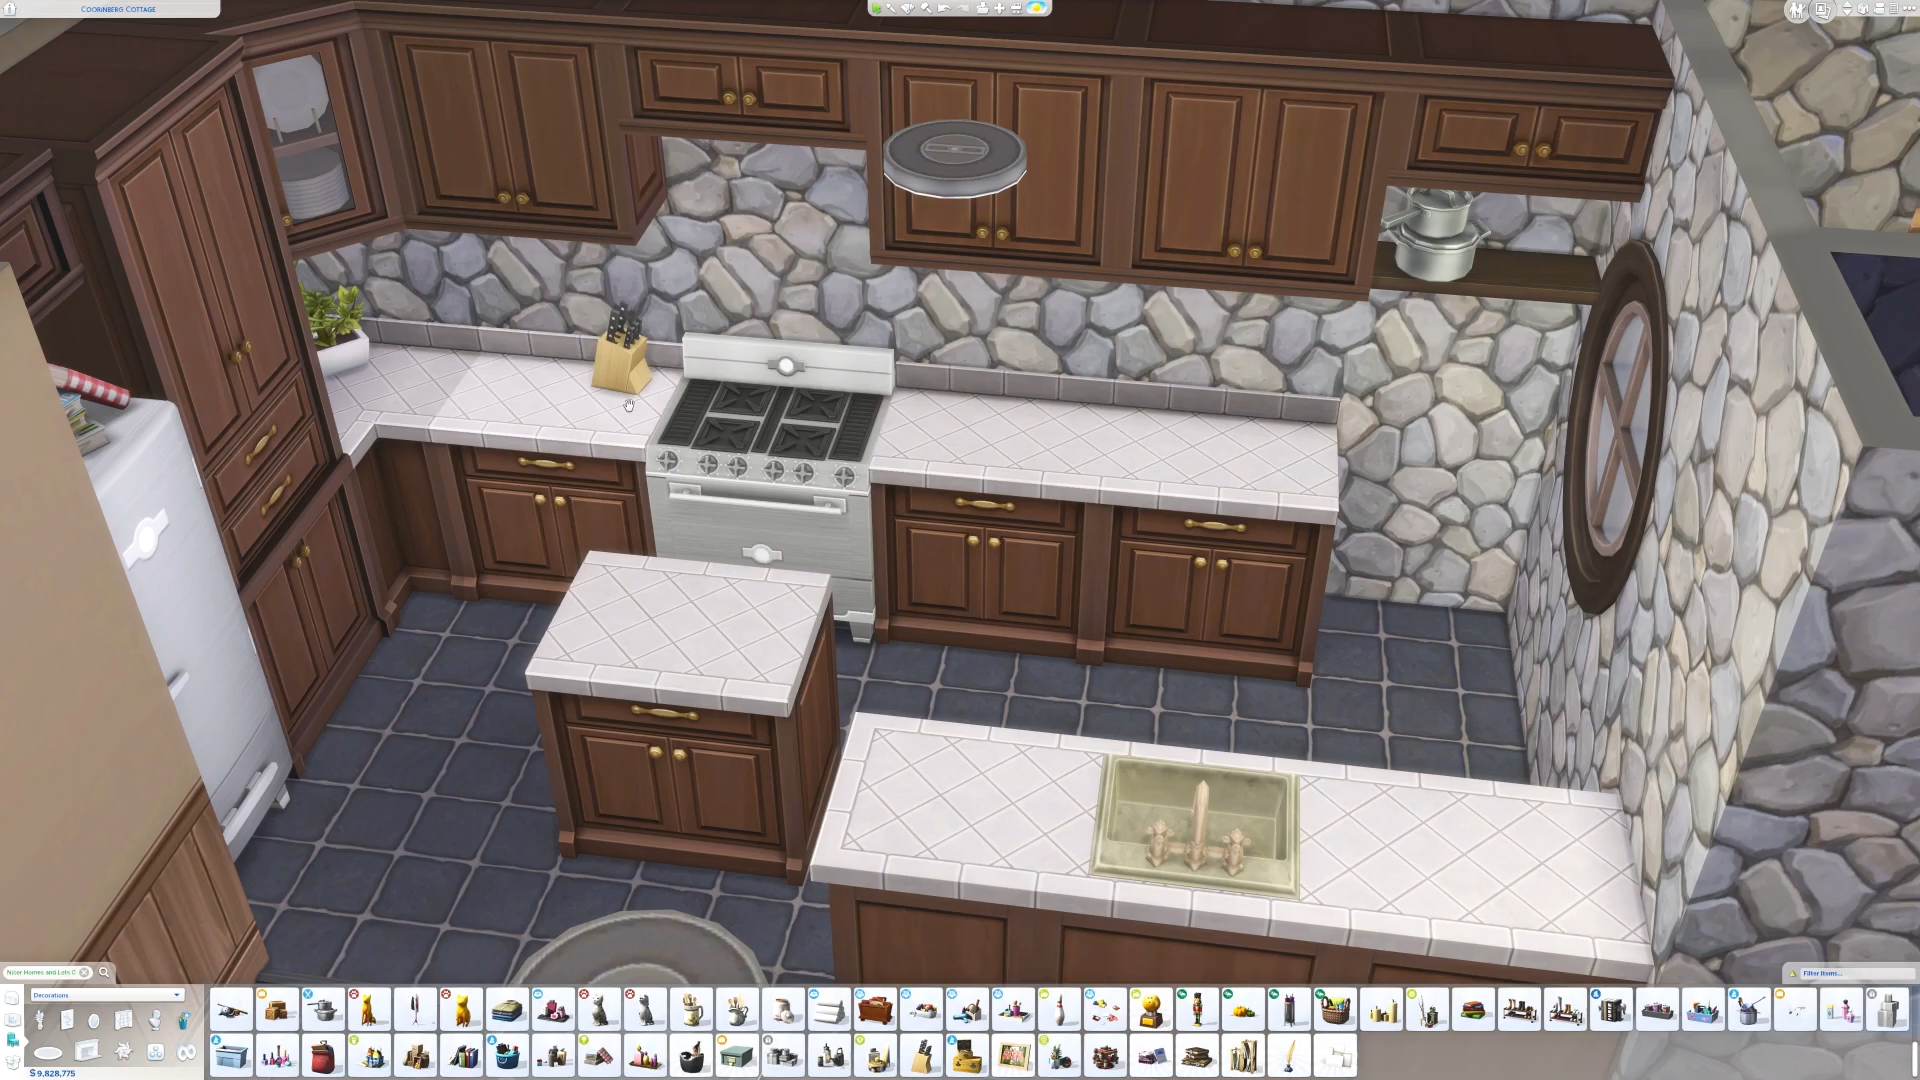 Coorinberg Cottage
Nicer Homes and Lots C
Filter Items...
Decorations
§9,828,775